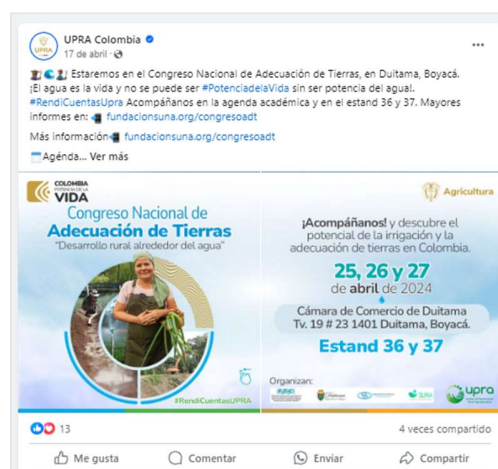 UPRA Colombia
17 de abril ·
Estaremos en el Congreso Nacional de Adecuación de Tierras, en Duitama, Boyacá.
¡El agua es la vida y no se puede ser #PotenciadelaVida sin ser potencia del agua!.
#RendiCuentasUpra Acompáñanos en la agenda académica y en el estand 36 y 37. Mayores
informes en: fundacionsuna.org/congresoadt
Más información fundacionsuna.org/congresoadt
Agénda... Ver más
COLOMBIA
POTENCIA DE LA
VIDA
Congreso Nacional de
Adecuación de Tierras
"Desarrollo rural alrededor del agua"
#RendiCuentasUPRA
Agricultura
¡Acompáñanos! y descubre el
potencial de la irrigación y la
adecuación de tierras en Colombia.
25, 26 y 27
de abril de 2024
Cámara de Comercio de Duitama
Tv. 19 # 23 1401 Duitama, Boyacá.
Estand 36 y 37
Organizan:
upra
13
4 veces compartido
Me gusta
Comentar
Enviar
Compartir